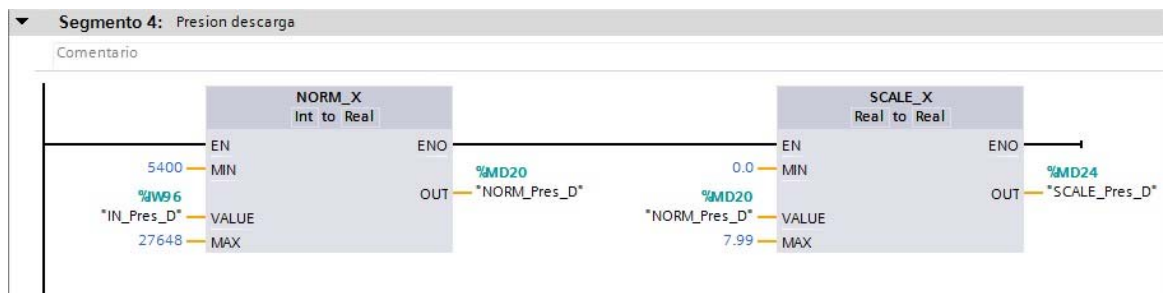 Segmento 4: Presion descarga
Comentario
NORM_X
Int to Real
EN
ENO
5400
MIN
%IW96
"IN_Pres_D"
VALUE
27648
MAX
OUT
%MD20
"NORM_Pres_D"
SCALE_X
Real to Real
EN
ENO
0.0
MIN
%MD20
"NORM_Pres_D"
VALUE
7.99
MAX
OUT
%MD24
"SCALE_Pres_D"